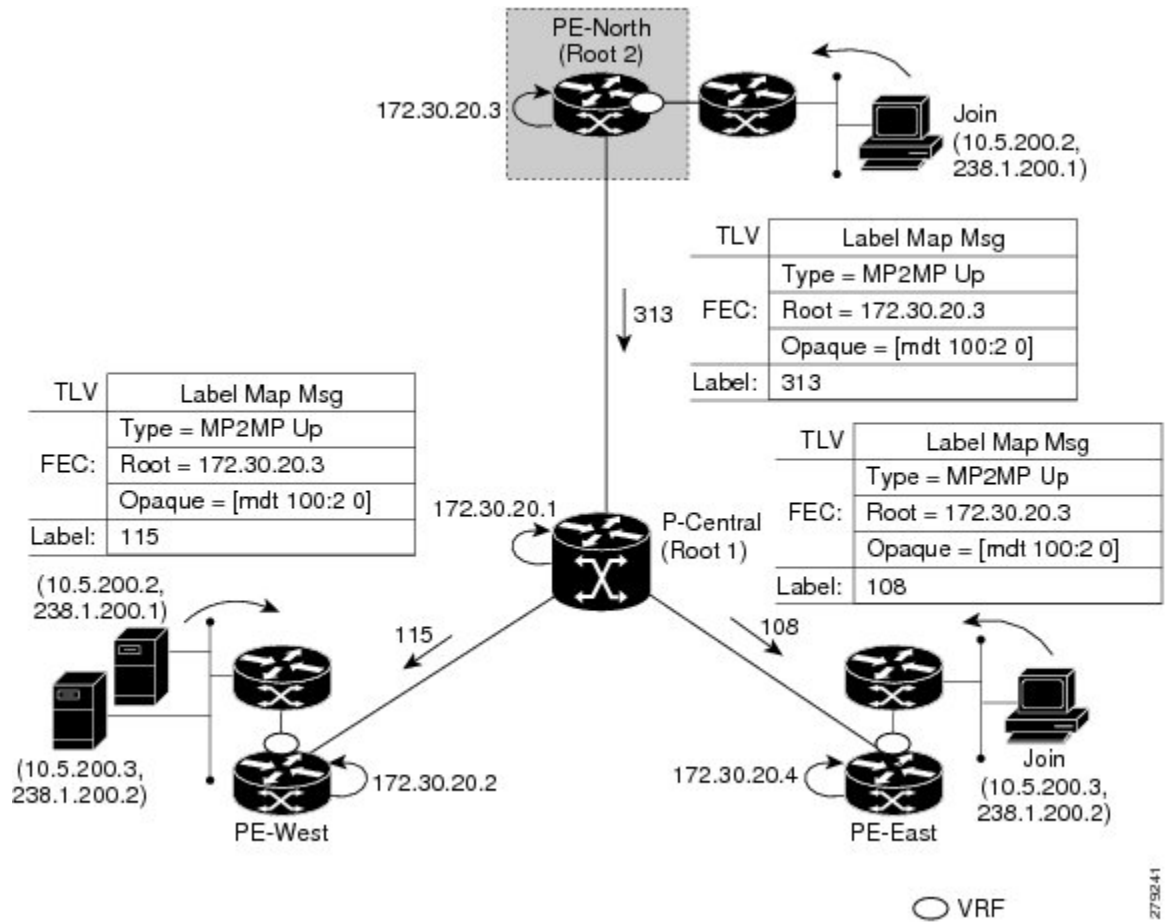 PE-North
(Root 2)
172.30.20.3
Join
(10.5.200.2,
238.1.200.1)
TLV Label Map Msg
Type = MP2MP Up
FEC: Root = 172.30.20.3
Opaque = [mdt 100:2 0]
Label: 313
313
TLV Label Map Msg
Type = MP2MP Up
FEC: Root = 172.30.20.3
Opaque = [mdt 100:2 0]
Label: 115
TLV Label Map Msg
Type = MP2MP Up
FEC: Root = 172.30.20.3
Opaque = [mdt 100:2 0]
Label: 108
172.30.20.1
P-Central
(Root 1)
(10.5.200.2,
238.1.200.1)
115
108
(10.5.200.3,
238.1.200.2)
172.30.20.2
PE-West
172.30.20.4
PE-East
Join
(10.5.200.3,
238.1.200.2)
VRF
279241